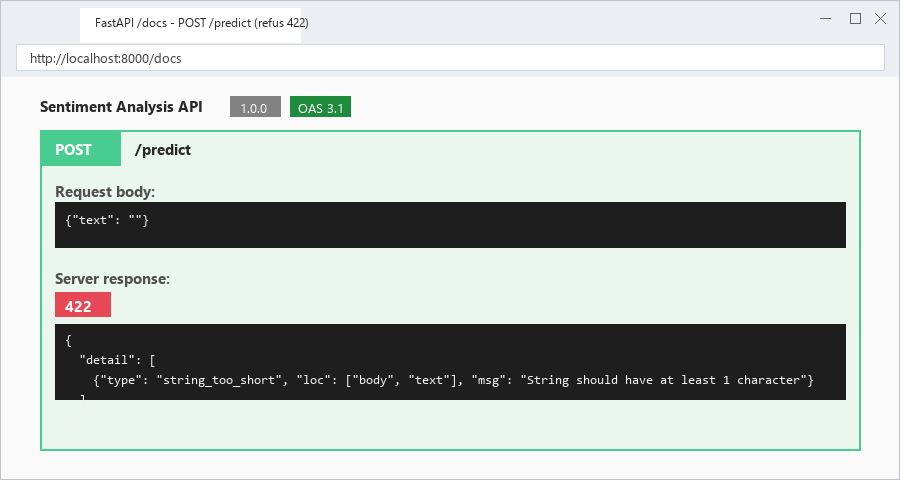 FastAPI /docs - POST /predict (refus 422)
http://localhost:8000/docs
Sentiment Analysis API 1.0.0 OAS 3.1
POST /predict
Request body:
{"text": ""}
Server response:
422
{
"detail": [
{"type": "string_too_short", "loc": ["body", "text"], "msg": "String should have at least 1 character"}
]